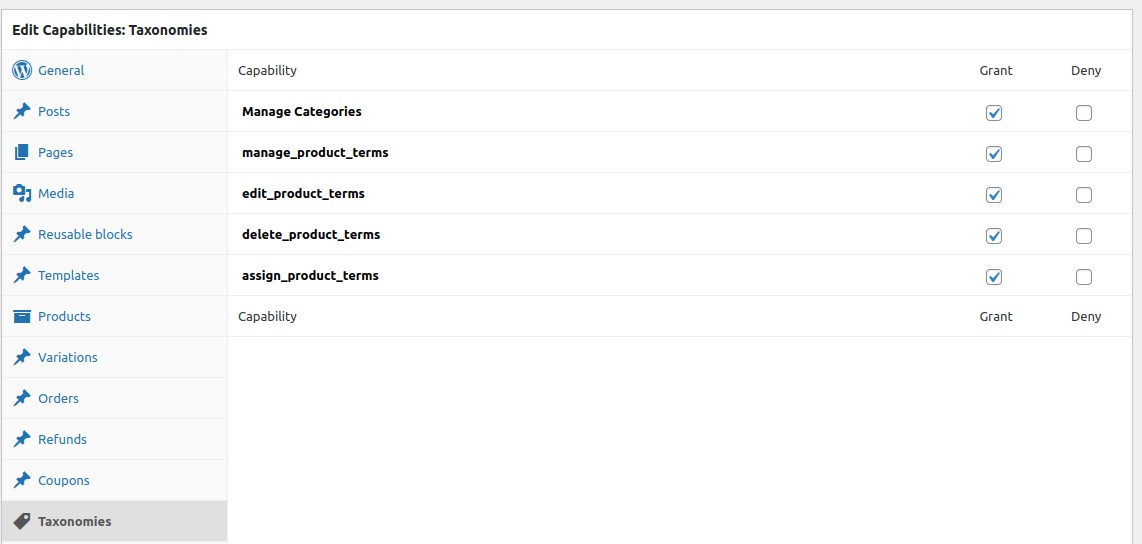 Edit Capabilities: Taxonomies
General
Capability Grant Deny
Posts
Manage Categories
Pages
manage_product_terms
Media
edit_product_terms
Reusable blocks
delete_product_terms
Templates
assign_product_terms
Products
Capability Grant Deny
Variations
Orders
Refunds
Coupons
Taxonomies